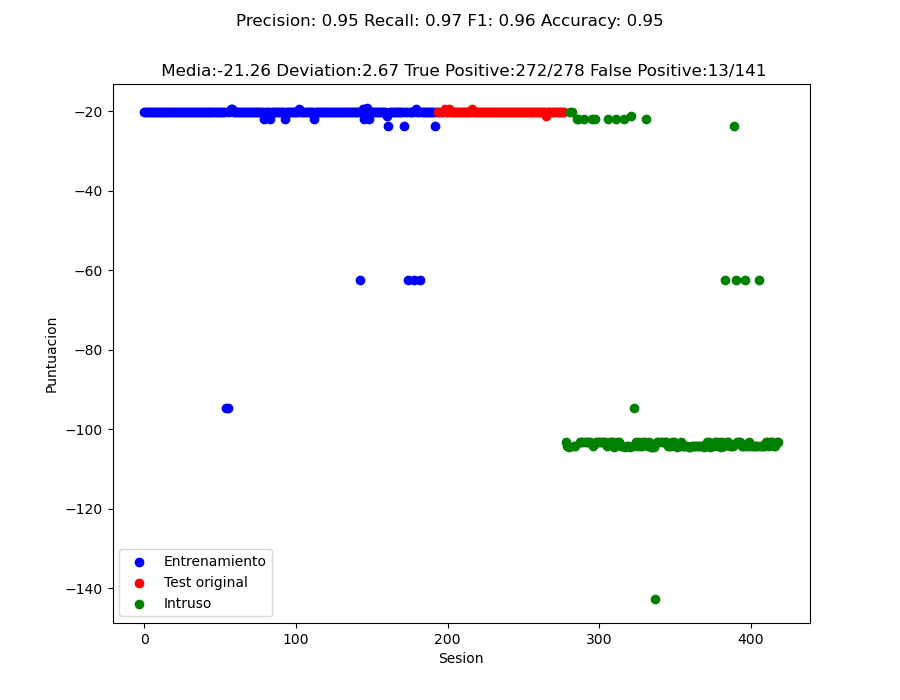 Precision: 0.95 Recall: 0.97 F1: 0.96 Accuracy: 0.95
Media:-21.26 Deviation:2.67 True Positive:272/278 False Positive:13/141
−20
−40
−60
−80
−100
−120
−140
Puntuacion
Entrenamiento
Test original
Intruso
0
100
200
300
400
Sesion